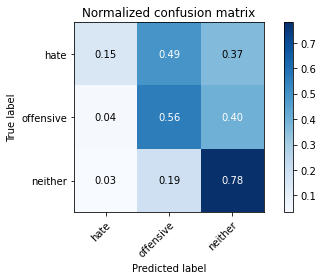 Normalized confusion matrix
hate 0.15 0.49 0.37 0.7
0.6
offensive 0.04 0.56 0.40 0.5
0.4
0.3
neither 0.03 0.19 0.78 0.2
0.1
hate offensive neither
True label
Predicted label